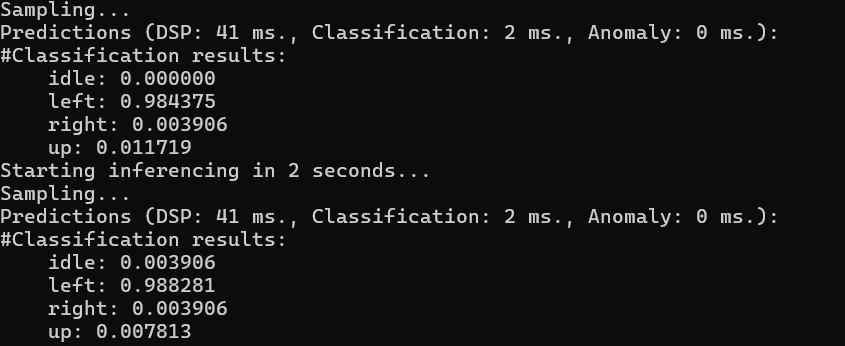 Sampling...
Predictions (DSP: 41 ms., Classification: 2 ms., Anomaly: 0 ms.):
#Classification results:
    idle: 0.000000
    left: 0.984375
    right: 0.003906
    up: 0.011719
Starting inferencing in 2 seconds...
Sampling...
Predictions (DSP: 41 ms., Classification: 2 ms., Anomaly: 0 ms.):
#Classification results:
    idle: 0.003906
    left: 0.988281
    right: 0.003906
    up: 0.007813